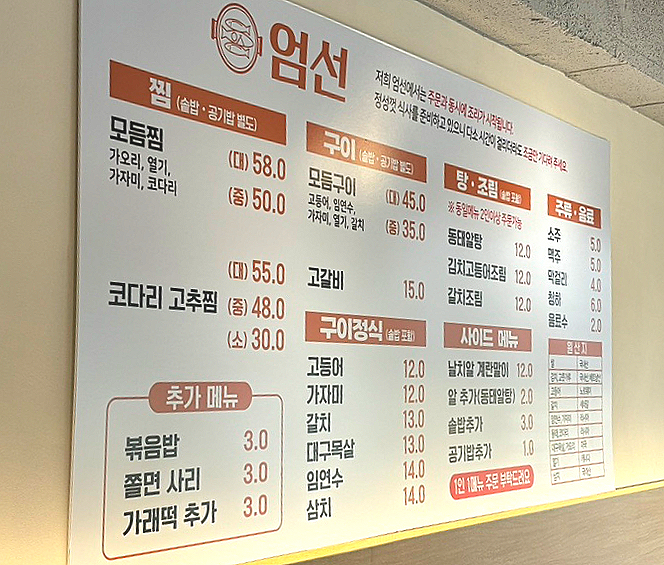 엄선
저희 엄선에서는 주문과 동시에 조리가 시작됩니다.
정성껏 식사를 준비하고 있으니 다소 시간이 걸리더라도 조금만 기다려 주세요.
찜 (솥밥·공기밥 별도)
모듬찜
가오리, 열기,
가자미, 코다리
(대) 58.0
(중) 50.0
코다리 고추찜
(대) 55.0
(중) 48.0
(소) 30.0
추가 메뉴
볶음밥 3.0
쫄면 사리 3.0
가래떡 추가 3.0
구이 (솥밥·공기밥 별도)
모듬구이
고등어, 임연수,
가자미, 열기, 갈치
(대) 45.0
(중) 35.0
고갈비 15.0
구이정식 (솥밥 포함)
고등어 12.0
가자미 12.0
갈치 13.0
대구목살 13.0
임연수 14.0
삼치 14.0
탕·조림 (솥밥 포함)
※ 동일메뉴 2인이상 주문가능
동태알탕 12.0
김치고등어조림 12.0
갈치조림 12.0
사이드 메뉴
날치알 계란말이 12.0
알 추가(동태알탕) 2.0
솥밥추가 3.0
공기밥추가 1.0
1인 1메뉴 주문 부탁드려요
주류·음료
소주 5.0
맥주 5.0
막걸리 4.0
청하 6.0
음료수 2.0
원산지
쌀 국내산